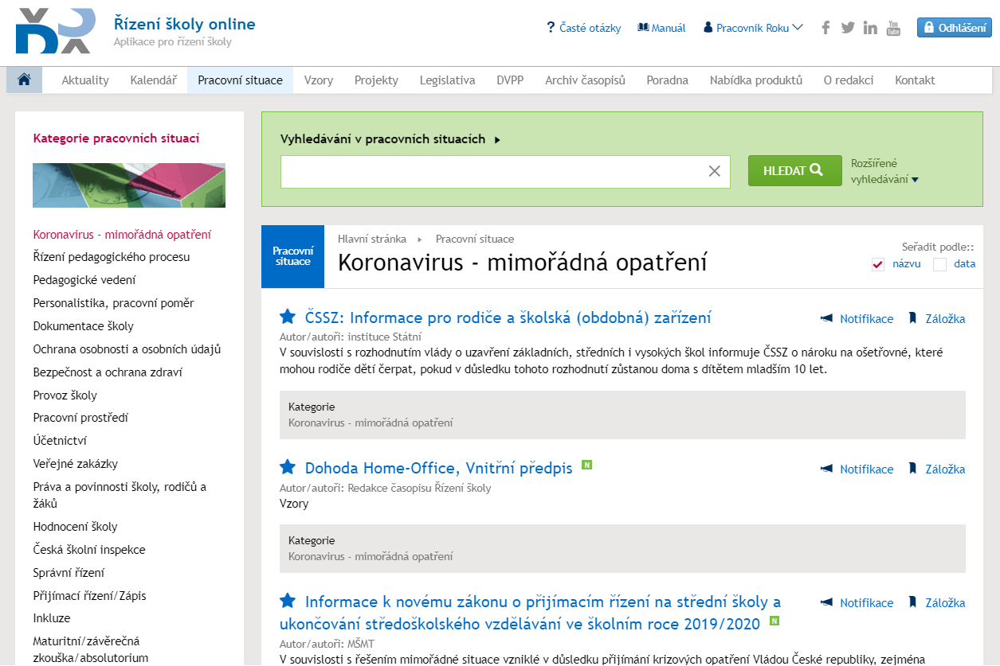 Řízení školy online
Aplikace pro řízení školy
? Časté otázky
Manuál
Pracovnik Roku
You Tube
Odhlášení
Aktuality
Kalendář
Pracovní situace
Vzory
Projekty
Legislativa
DVPP
Archiv časopisů
Poradna
Nabídka produktů
O redakci
Kontakt
Kategorie pracovních situací
Koronavirus - mimořádná opatření
Řízení pedagogického procesu
Pedagogické vedení
Personalistika, pracovní poměr
Dokumentace školy
Ochrana osobnosti a osobních údajů
Bezpečnost a ochrana zdraví
Provoz školy
Pracovní prostředí
Účetnictví
Veřejné zakázky
Práva a povinnosti školy, rodičů a
žáků
Hodnocení školy
Česká školní inspekce
Správní řízení
Přijímací řízení/Zápis
Inkluze
Maturitní/závěrečná
zkouška/absolutorium
Vyhledávání v pracovních situacích
HLEDAT
Rozšířené
vyhledávání
Pracovní
situace
Hlavní stránka
Pracovní situace
Koronavirus - mimořádná opatření
Seřadit podle::
názvu
data
ČSSZ: Informace pro rodiče a školská (obdobná) zařízení
Notifikace
Záložka
Autor/autoři: instituce Státní
V souvislosti s rozhodnutím vlády o uzavření základních, středních i vysokých škol informuje ČSSZ o nároku na ošetřovné, které
mohou rodiče dětí čerpat, pokud v důsledku tohoto rozhodnutí zůstanou doma s dítětem mladším 10 let.
Kategorie
Koronavirus - mimořádná opatření
Dohoda Home-Office, Vnitřní předpis N
Notifikace
Záložka
Autor/autoři: Redakce časopisu Řízení školy
Vzory
Kategorie
Koronavirus - mimořádná opatření
Informace k novému zákonu o přijímacím řízení na střední školy a
ukončování středoškolského vzdělávání ve školním roce 2019/2020 N
Notifikace
Záložka
Autor/autoři: MŠMT
V souvislosti s řešením mimořádné situace vzniklé v důsledku přijímání krizových opatření Vládou České republiky, zejména